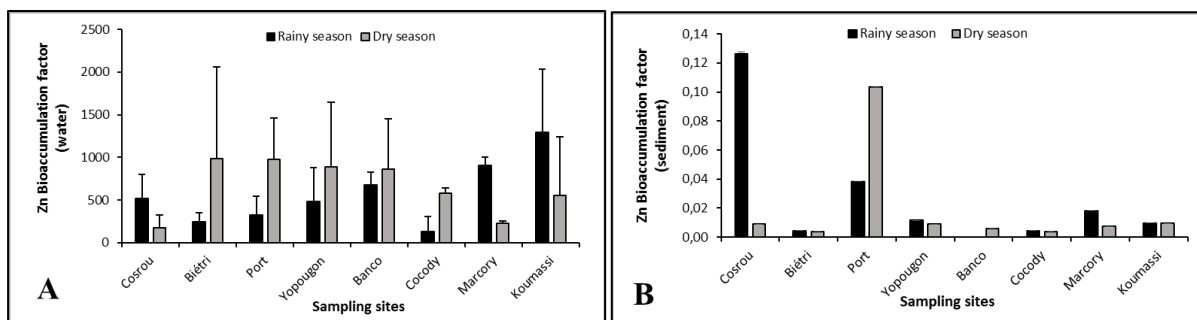 Zn Bioaccumulation factor
(water)
2500
2000
1500
1000
500
0
Rainy season
Dry season
Cosrou
Biétri
Port
Yopougon
Banco
Cocody
Marcory
Koumassi
Sampling sites
A
Zn Bioaccumulation factor
(sediment)
0,14
0,12
0,10
0,08
0,06
0,04
0,02
0,00
Rainy season
Dry season
Cosrou
Biétri
Port
Yopougon
Banco
Cocody
Marcory
Koumassi
Sampling sites
B